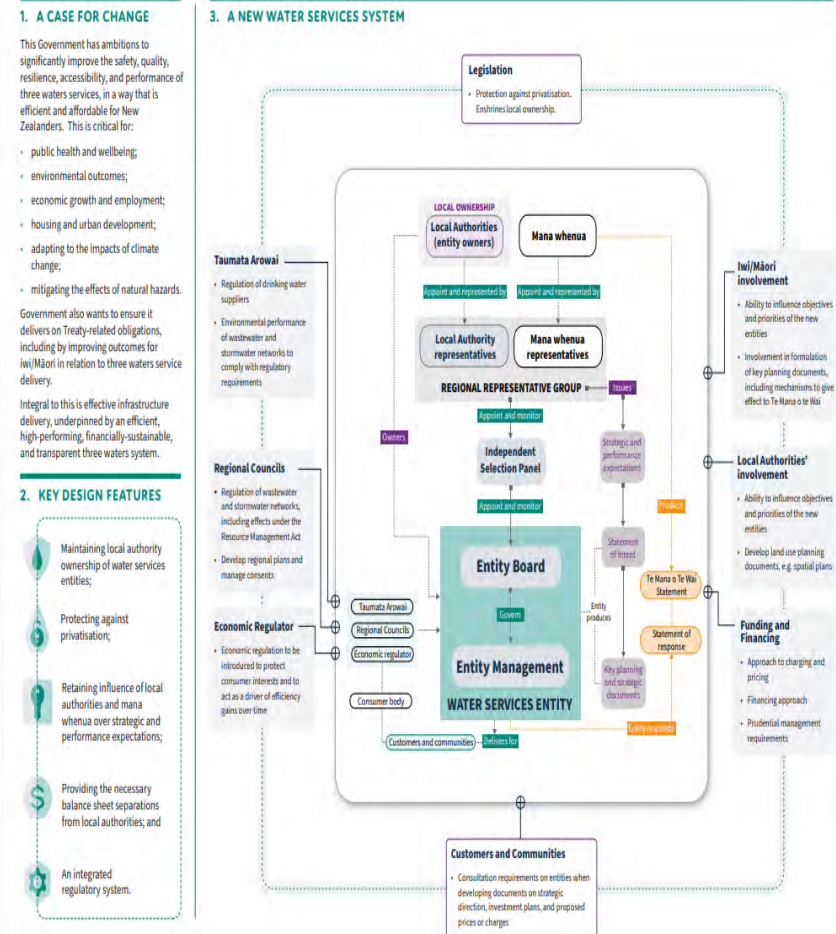 1. A CASE FOR CHANGE
This Government has ambitions to
significantly improve the safety, quality,
resilience, accessibility, and performance of
three waters services, in a way that is
efficient and affordable for New
Zealanders. This is critical for:
• public health and wellbeing;
• environmental outcomes;
• economic growth and employment;
• housing and urban development;
• adapting to the impacts of climate
change;
• mitigating the effects of natural hazards.
Government also wants to ensure it
delivers on Treaty-related obligations,
including by improving outcomes for
iwi/Māori in relation to three waters service
delivery.
Integral to this is effective infrastructure
delivery, underpinned by an efficient,
high-performing, financially-sustainable,
and transparent three waters system.
2. KEY DESIGN FEATURES
Maintaining local authority
ownership of water services
entities;
Protecting against
privatisation;
Retaining influence of local
authorities and mana
whenua over strategic and
performance expectations;
$
Providing the necessary
balance sheet separations
from local authorities; and
An integrated
regulatory system.
3. A NEW WATER SERVICES SYSTEM
Legislation
• Protection against privatisation.
Enshrines local ownership.
Taumata Arowai
• Regulation of drinking water
suppliers
• Environmental performance
of wastewater and
stormwater networks to
comply with regulatory
requirements
Regional Councils
• Regulation of wastewater
and stormwater networks,
including effects under the
Resource Management Act
• Develop regional plans and
manage consents
Economic Regulator
• Economic regulation to be
introduced to protect
consumer interests and to
act as a driver of efficiency
gains over time
LOCAL OWNERSHIP
Local Authorities
(entity owners)
Mana whenua
Appoint and represented by
Appoint and represented by
Local Authority
representatives
Mana whenua
representatives
REGIONAL REPRESENTATIVE GROUP
Issues
Appoint and monitor
Owners
Independent
Selection Panel
Strategic and
performance
expectations
Appoint and monitor
Produce
Entity Board
Statement
of Intent
Te Mana o Te Wai
Statement
Taumata Arowai
Regional Councils
Economic regulator
Govern
Entity
produces
Statement of
response
Entity Management
Key planning
and strategic
documents
Consumer body
WATER SERVICES ENTITY
Entity responds
Customers and communities
Delivers for
Iwi/Māori
involvement
• Ability to influence objectives
and priorities of the new
entities
• Involvement in formulation
of key planning documents,
including mechanisms to give
effect to Te Mana o te Wai
Local Authorities'
involvement
• Ability to influence objectives
and priorities of the new
entities
• Develop land use planning
documents, e.g. spatial plans
Funding and
Financing
• Approach to charging and
pricing
• Financing approach
• Prudential management
requirements
Customers and Communities
• Consultation requirements on entities when
developing documents on strategic
direction, investment plans, and proposed
prices or charges